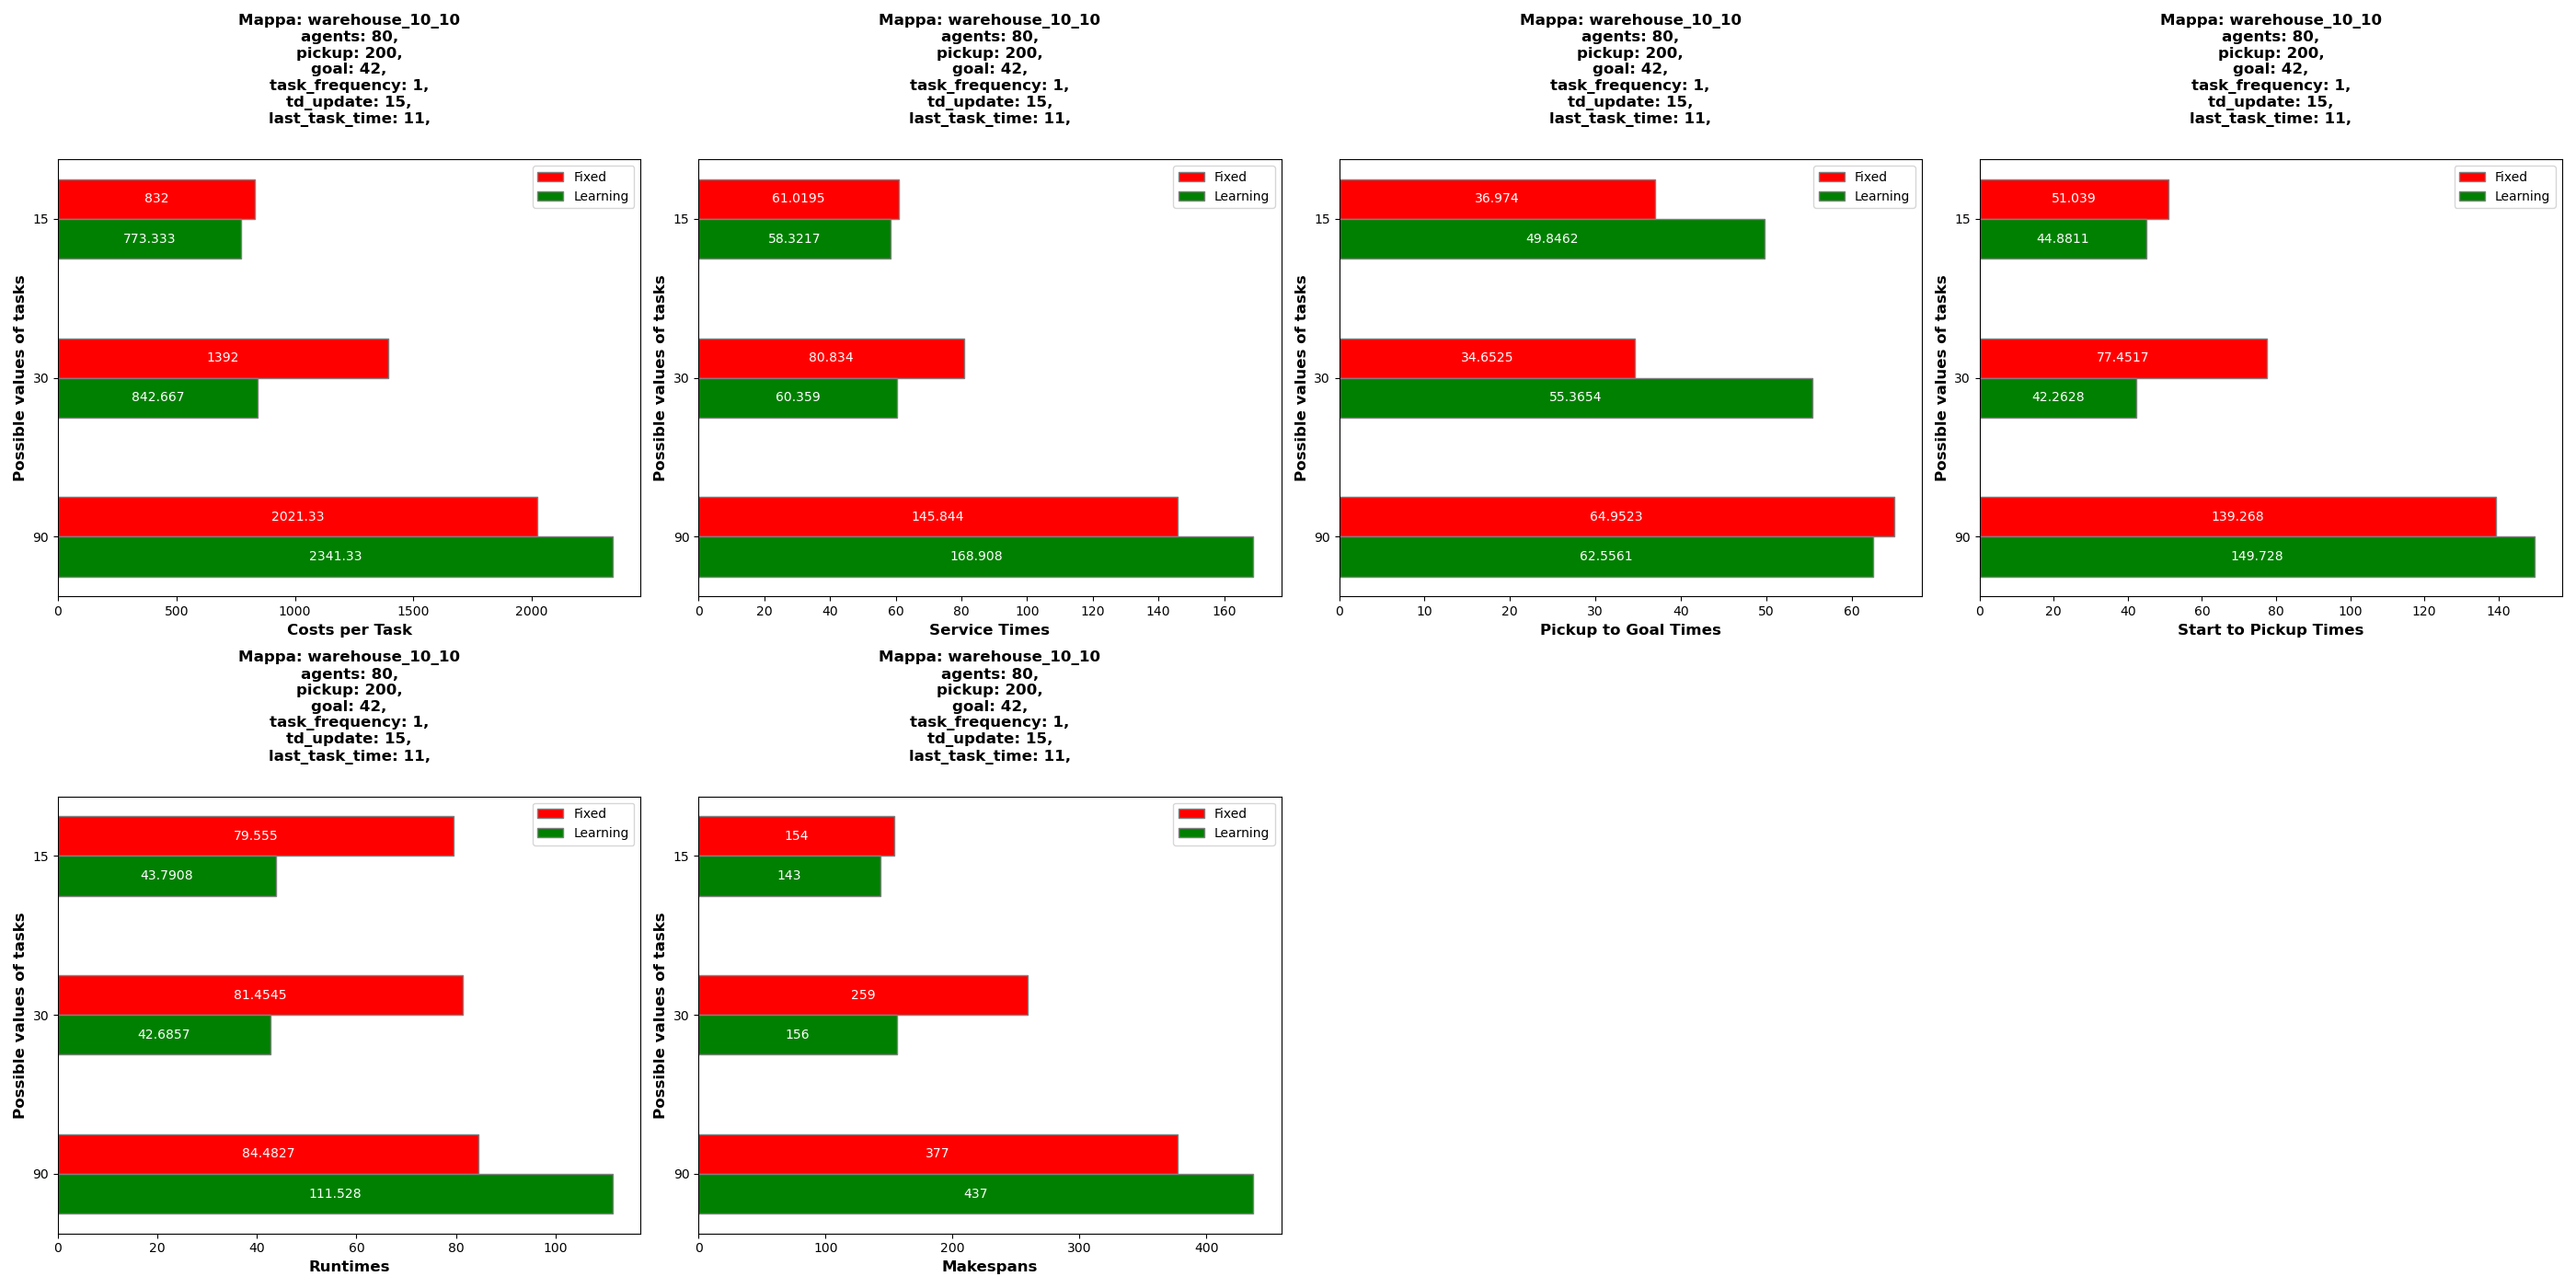 Mappa: warehouse_10_10
agents: 80,
pickup: 200,
goal: 42,
task_frequency: 1,
td_update: 15,
last_task_time: 11,
Fixed
Learning
Possible values of tasks
15
832
773.333
30
1392
842.667
90
2021.33
2341.33
0 500 1000 1500 2000
Costs per Task
Mappa: warehouse_10_10
agents: 80,
pickup: 200,
goal: 42,
task_frequency: 1,
td_update: 15,
last_task_time: 11,
Fixed
Learning
Possible values of tasks
15
61.0195
58.3217
30
80.834
60.359
90
145.844
168.908
0 20 40 60 80 100 120 140 160
Service Times
Mappa: warehouse_10_10
agents: 80,
pickup: 200,
goal: 42,
task_frequency: 1,
td_update: 15,
last_task_time: 11,
Fixed
Learning
Possible values of tasks
15
36.974
49.8462
30
34.6525
55.3654
90
64.9523
62.5561
0 10 20 30 40 50 60
Pickup to Goal Times
Mappa: warehouse_10_10
agents: 80,
pickup: 200,
goal: 42,
task_frequency: 1,
td_update: 15,
last_task_time: 11,
Fixed
Learning
Possible values of tasks
15
51.039
44.8811
30
77.4517
42.2628
90
139.268
149.728
0 20 40 60 80 100 120 140
Start to Pickup Times
Mappa: warehouse_10_10
agents: 80,
pickup: 200,
goal: 42,
task_frequency: 1,
td_update: 15,
last_task_time: 11,
Fixed
Learning
Possible values of tasks
15
79.555
43.7908
30
81.4545
42.6857
90
84.4827
111.528
0 20 40 60 80 100
Runtimes
Mappa: warehouse_10_10
agents: 80,
pickup: 200,
goal: 42,
task_frequency: 1,
td_update: 15,
last_task_time: 11,
Fixed
Learning
Possible values of tasks
15
154
143
30
259
156
90
377
437
0 100 200 300 400
Makespans